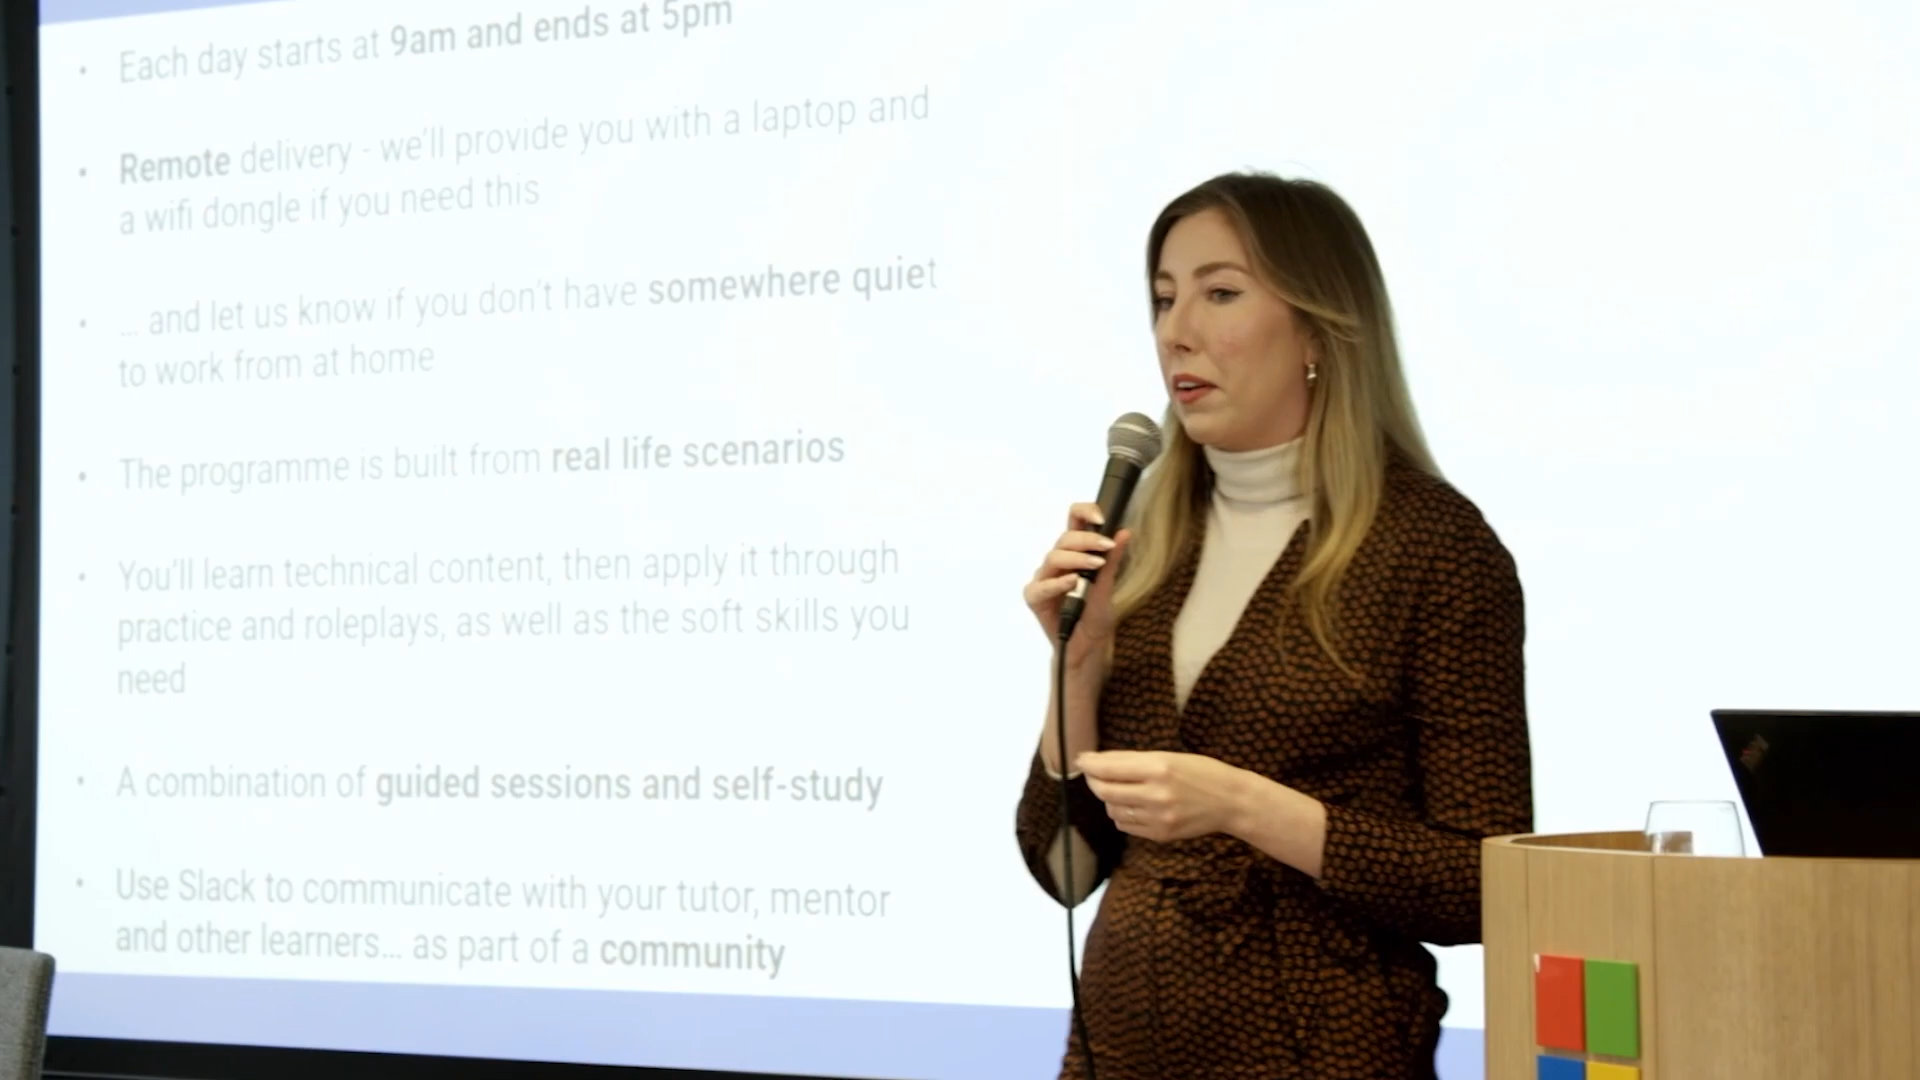 • Each day starts at 9am and ends at 5pm
• Remote delivery - we'll provide you with a laptop and
a wifi dongle if you need this
• ... and let us know if you don't have somewhere quiet
to work from at home
• The programme is built from real life scenarios
• You'll learn technical content, then apply it through
practice and roleplays, as well as the soft skills you
need
• A combination of guided sessions and self-study
• Use Slack to communicate with your tutor, mentor
and other learners... as part of a community